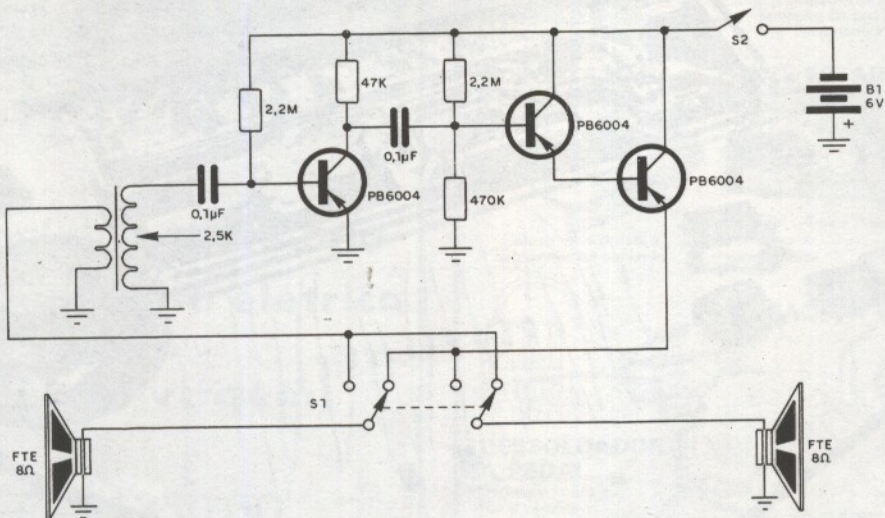 S2
B1
6V
+
47K
2,2M
2,2M
PB6004
0,1µF
PB6004
PB6004
0,1µF
470K
2,5K
S1
FTE
8Ω
FTE
8Ω